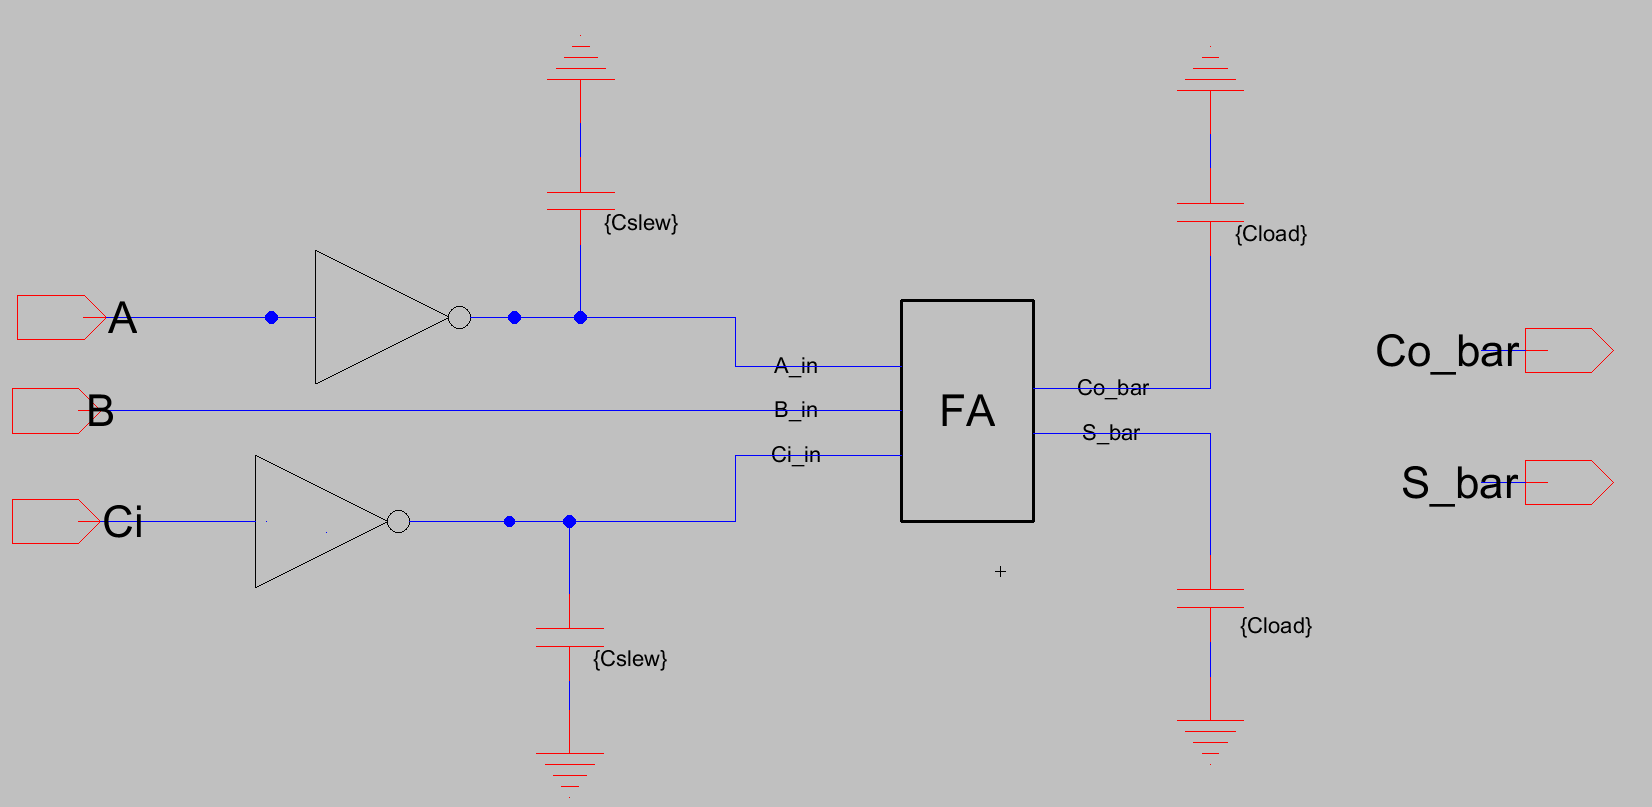 {Cslew}
{Cload}
A
A_in
Co_bar
Co_bar
B
B_in
FA
S_bar
Ci_in
S_bar
Ci
{Cload}
{Cslew}